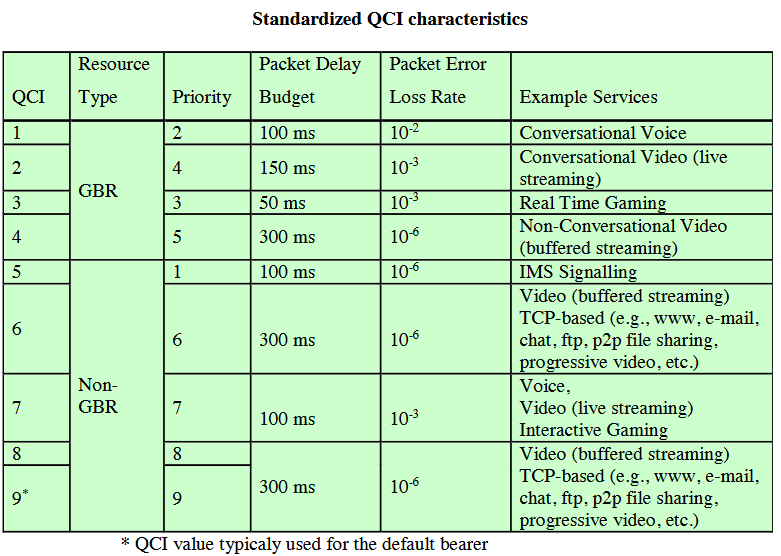 Standardized QCI characteristics
QCI Resource Type Priority Packet Delay Budget Packet Error Loss Rate Example Services
1 GBR 2 100 ms 10-2 Conversational Voice
2 4 150 ms 10-3 Conversational Video (live
streaming)
3 3 50 ms 10-3 Real Time Gaming
4 5 300 ms 10-6 Non-Conversational Video
(buffered streaming)
5 Non-GBR 1 100 ms 10-6 IMS Signalling
6 6 300 ms 10-6 Video (buffered streaming)
TCP-based (e.g., www, e-mail,
chat, ftp, p2p file sharing,
progressive video, etc.)
7 7 100 ms 10-3 Voice,
Video (live streaming)
Interactive Gaming
8 8 300 ms 10-6 Video (buffered streaming)
9* 9 TCP-based (e.g., www, e-mail,
chat, ftp, p2p file sharing,
progressive video, etc.)
* QCI value typicaly used for the default bearer